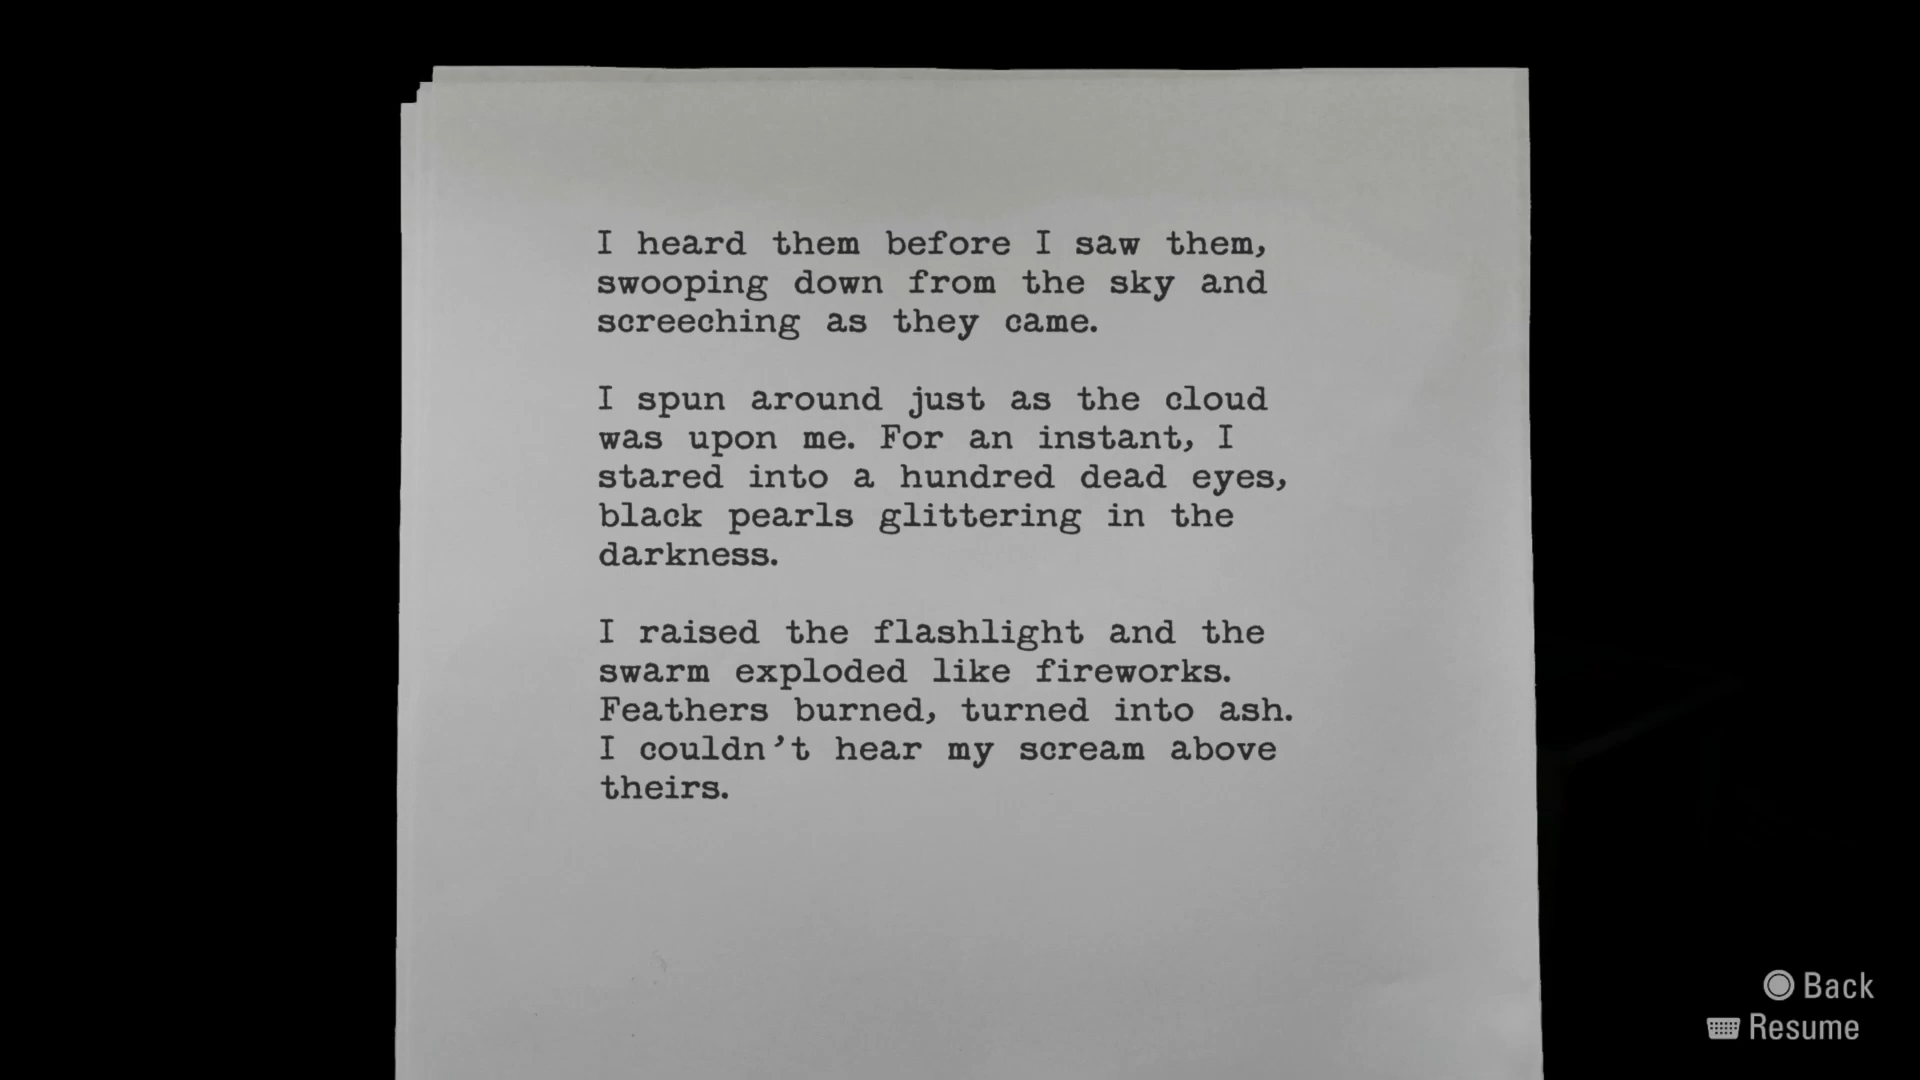 I heard them before I saw them,
swooping down from the sky and
screeching as they came.
I spun around just as the cloud
was upon me. For an instant, I
stared into a hundred dead eyes,
black pearls glittering in the
darkness.
I raised the flashlight and the
swarm exploded like fireworks.
Feathers burned, turned into ash.
I couldn't hear my scream above
theirs.
Back
Resume